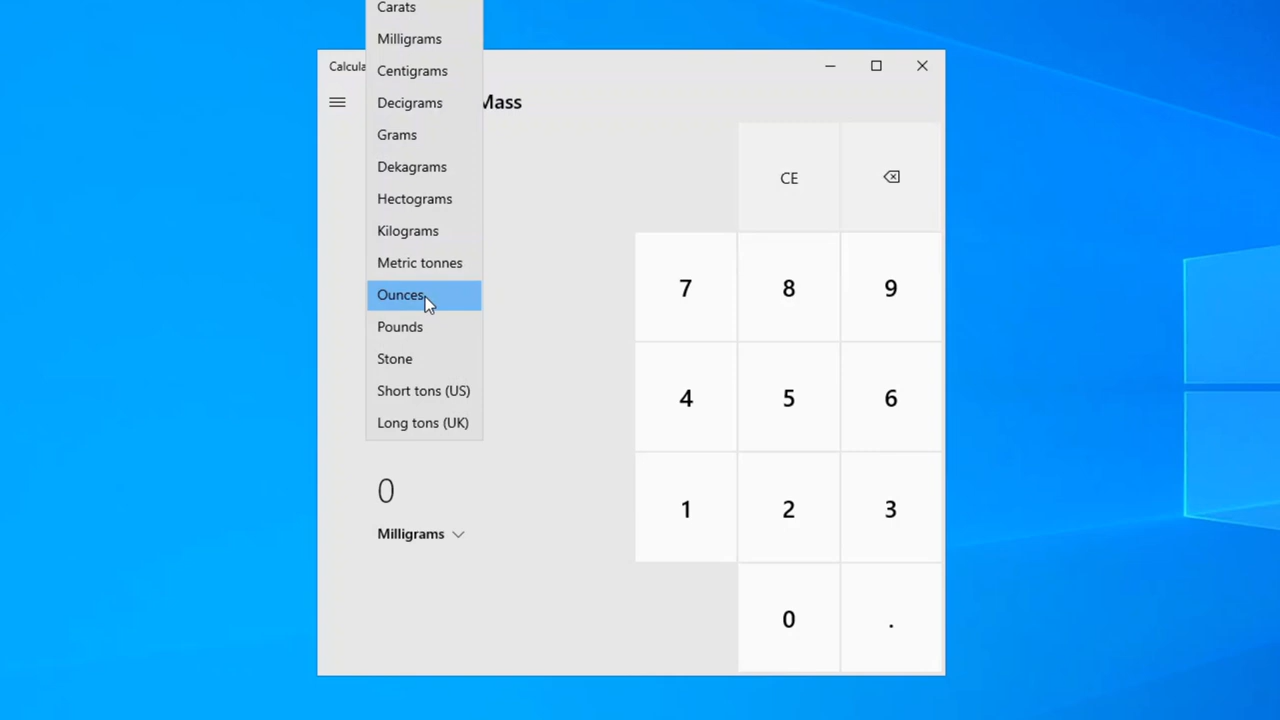 Carats
Milligrams
Centigrams
Decigrams
Grams
Dekagrams
Hectograms
Kilograms
Metric tonnes
Ounces
Pounds
Stone
Short tons (US)
Long tons (UK)
Mass
0
Milligrams
CE
7 8 9
4 5 6
1 2 3
0 .